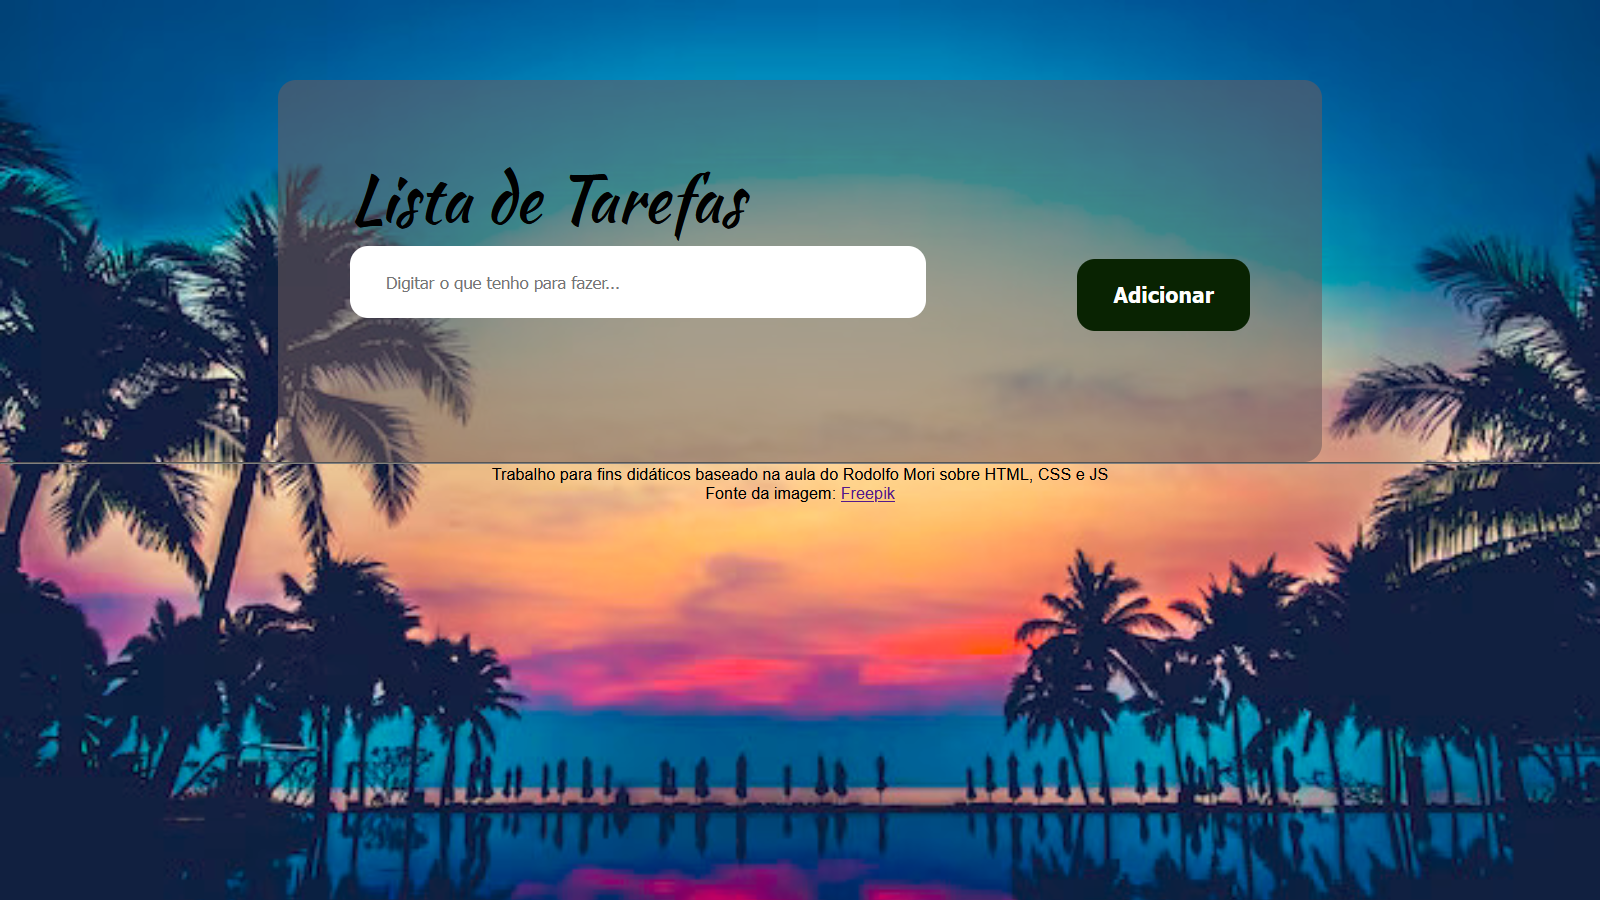 Lista de Tarefas
Digitar o que tenho para fazer...
Adicionar
Trabalho para fins didáticos baseado na aula do Rodolfo Mori sobre HTML, CSS e JS
Fonte da imagem: Freepik